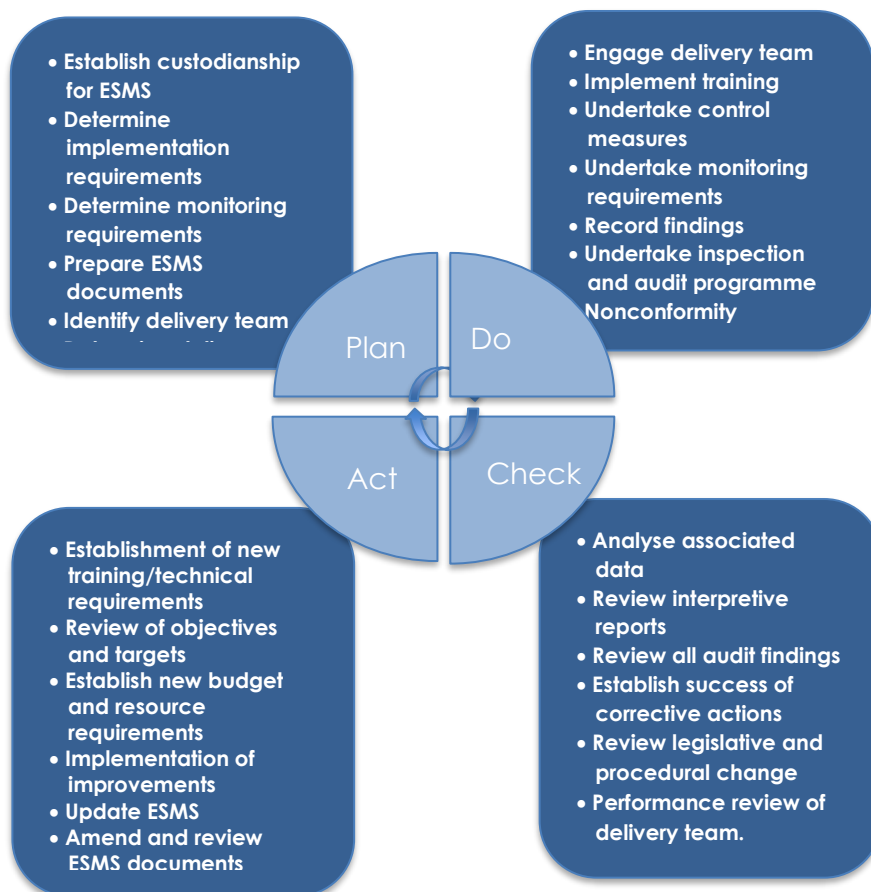 • Establish custodianship
for ESMS
• Determine
implementation
requirements
• Determine monitoring
requirements
• Prepare ESMS
documents
• Identify delivery team
• Engage delivery team
• Implement training
• Undertake control
measures
• Undertake monitoring
requirements
• Record findings
• Undertake inspection
and audit programme
Nonconformity
Plan
Do
Act
Check
• Establishment of new
training/technical
requirements
• Review of objectives
and targets
• Establish new budget
and resource
requirements
• Implementation of
improvements
• Update ESMS
• Amend and review
ESMS documents
• Analyse associated
data
• Review interpretive
reports
• Review all audit findings
• Establish success of
corrective actions
• Review legislative and
procedural change
• Performance review of
delivery team.